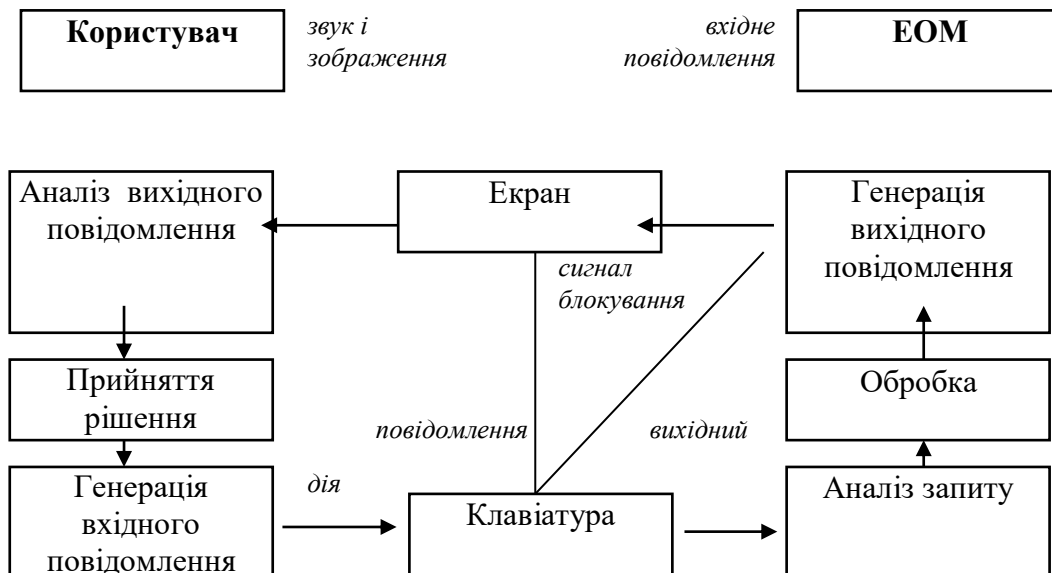 Користувач
звук і
зображення
вхідне
повідомлення
ЕОМ
Аналіз вихідного
повідомлення
Екран
Генерація
вихідного
повідомлення
сигнал
блокування
Прийняття
рішення
Обробка
повідомлення
вихідний
Генерація
вхідного
повідомлення
дія
Клавіатура
Аналіз запиту